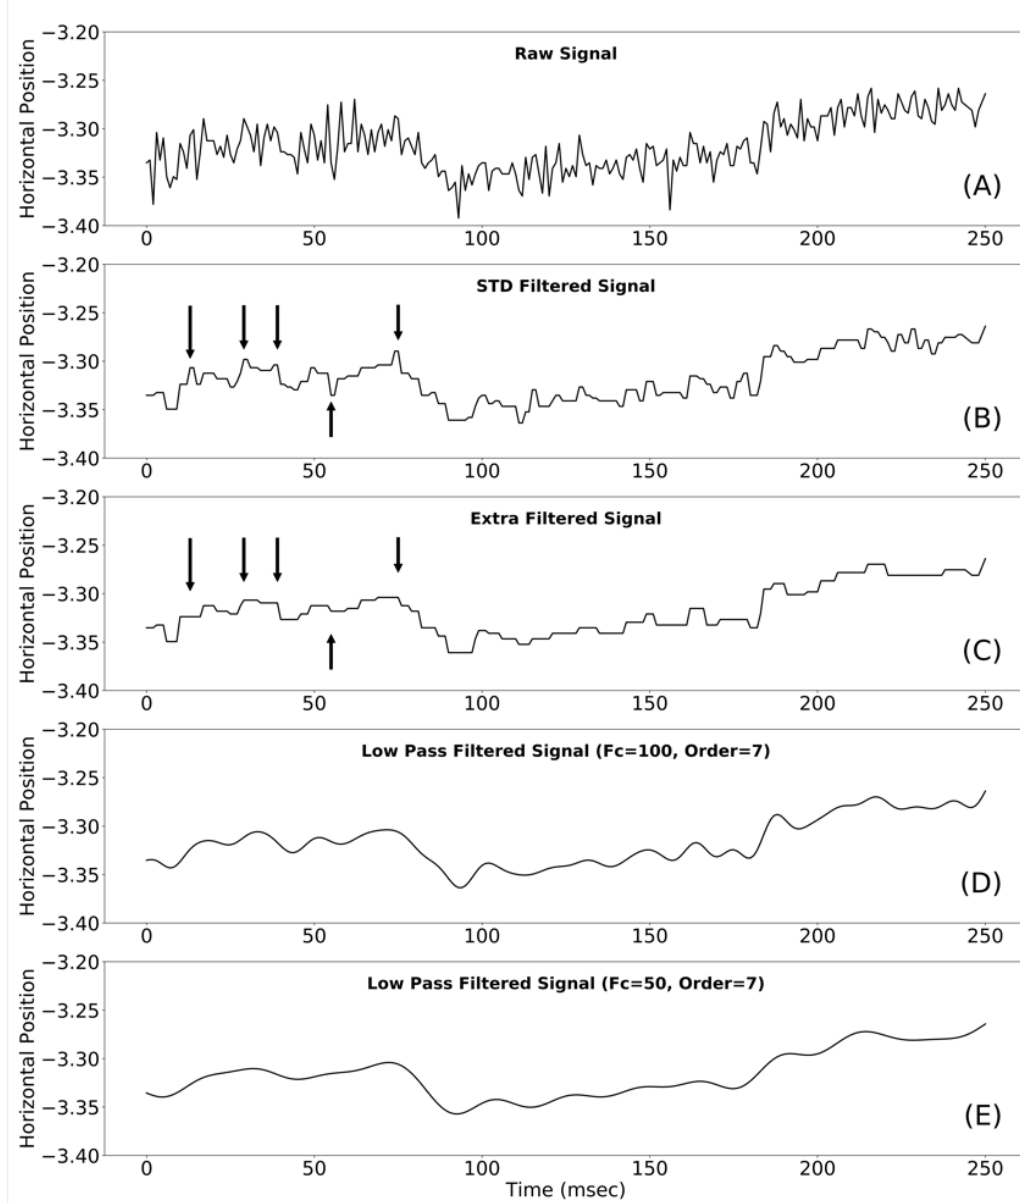 Raw Signal
Horizontal Position
−3.20
−3.25
−3.30
−3.35
−3.40
0 50 100 150 200 250
(A)
STD Filtered Signal
Horizontal Position
−3.20
−3.25
−3.30
−3.35
−3.40
0 50 100 150 200 250
(B)
Extra Filtered Signal
Horizontal Position
−3.20
−3.25
−3.30
−3.35
−3.40
0 50 100 150 200 250
(C)
Low Pass Filtered Signal (Fc=100, Order=7)
Horizontal Position
−3.20
−3.25
−3.30
−3.35
−3.40
0 50 100 150 200 250
(D)
Low Pass Filtered Signal (Fc=50, Order=7)
Horizontal Position
−3.20
−3.25
−3.30
−3.35
−3.40
0 50 100 150 200 250
(E)
Time (msec)